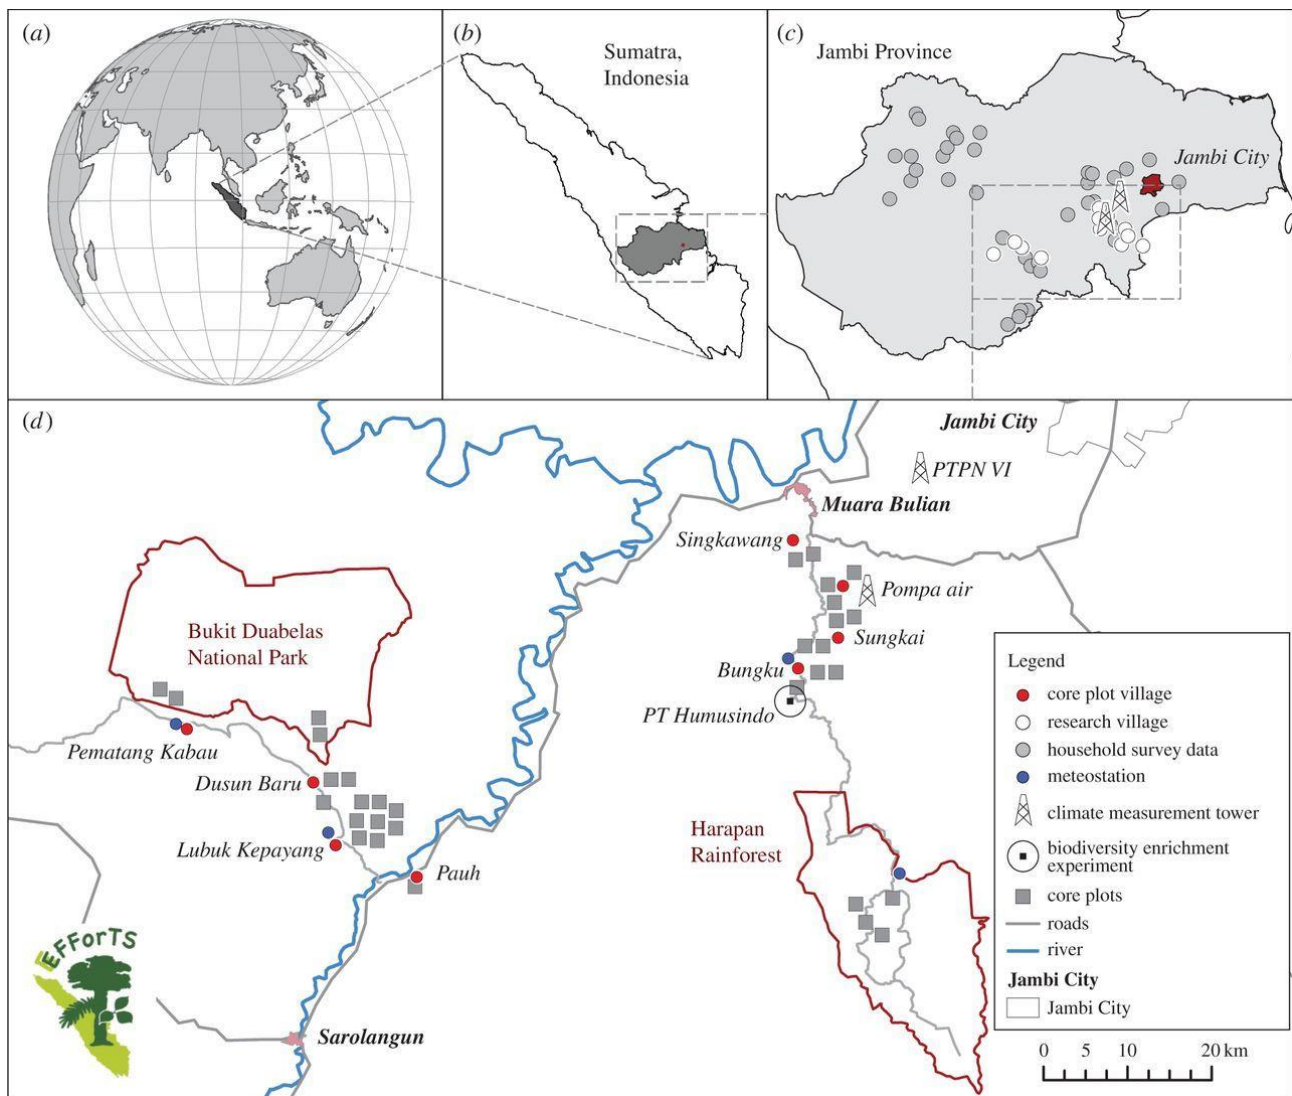 (a)
(b)
Sumatra,
Indonesia
(c)
Jambi Province
Jambi City
(d)
Jambi City
PTPN VI
Muara Bulian
Singkawang
Pompa air
Sungkai
Bungku
PT Humusindo
Bukit Duabelas
National Park
Pematang Kabau
Dusun Baru
Lubuk Kepayang
Pauh
Harapan
Rainforest
Sarolangun
EFForTS
Legend
core plot village
research village
household survey data
meteostation
climate measurement tower
biodiversity enrichment
experiment
core plots
roads
river
Jambi City
Jambi City
0 5 10 20 km